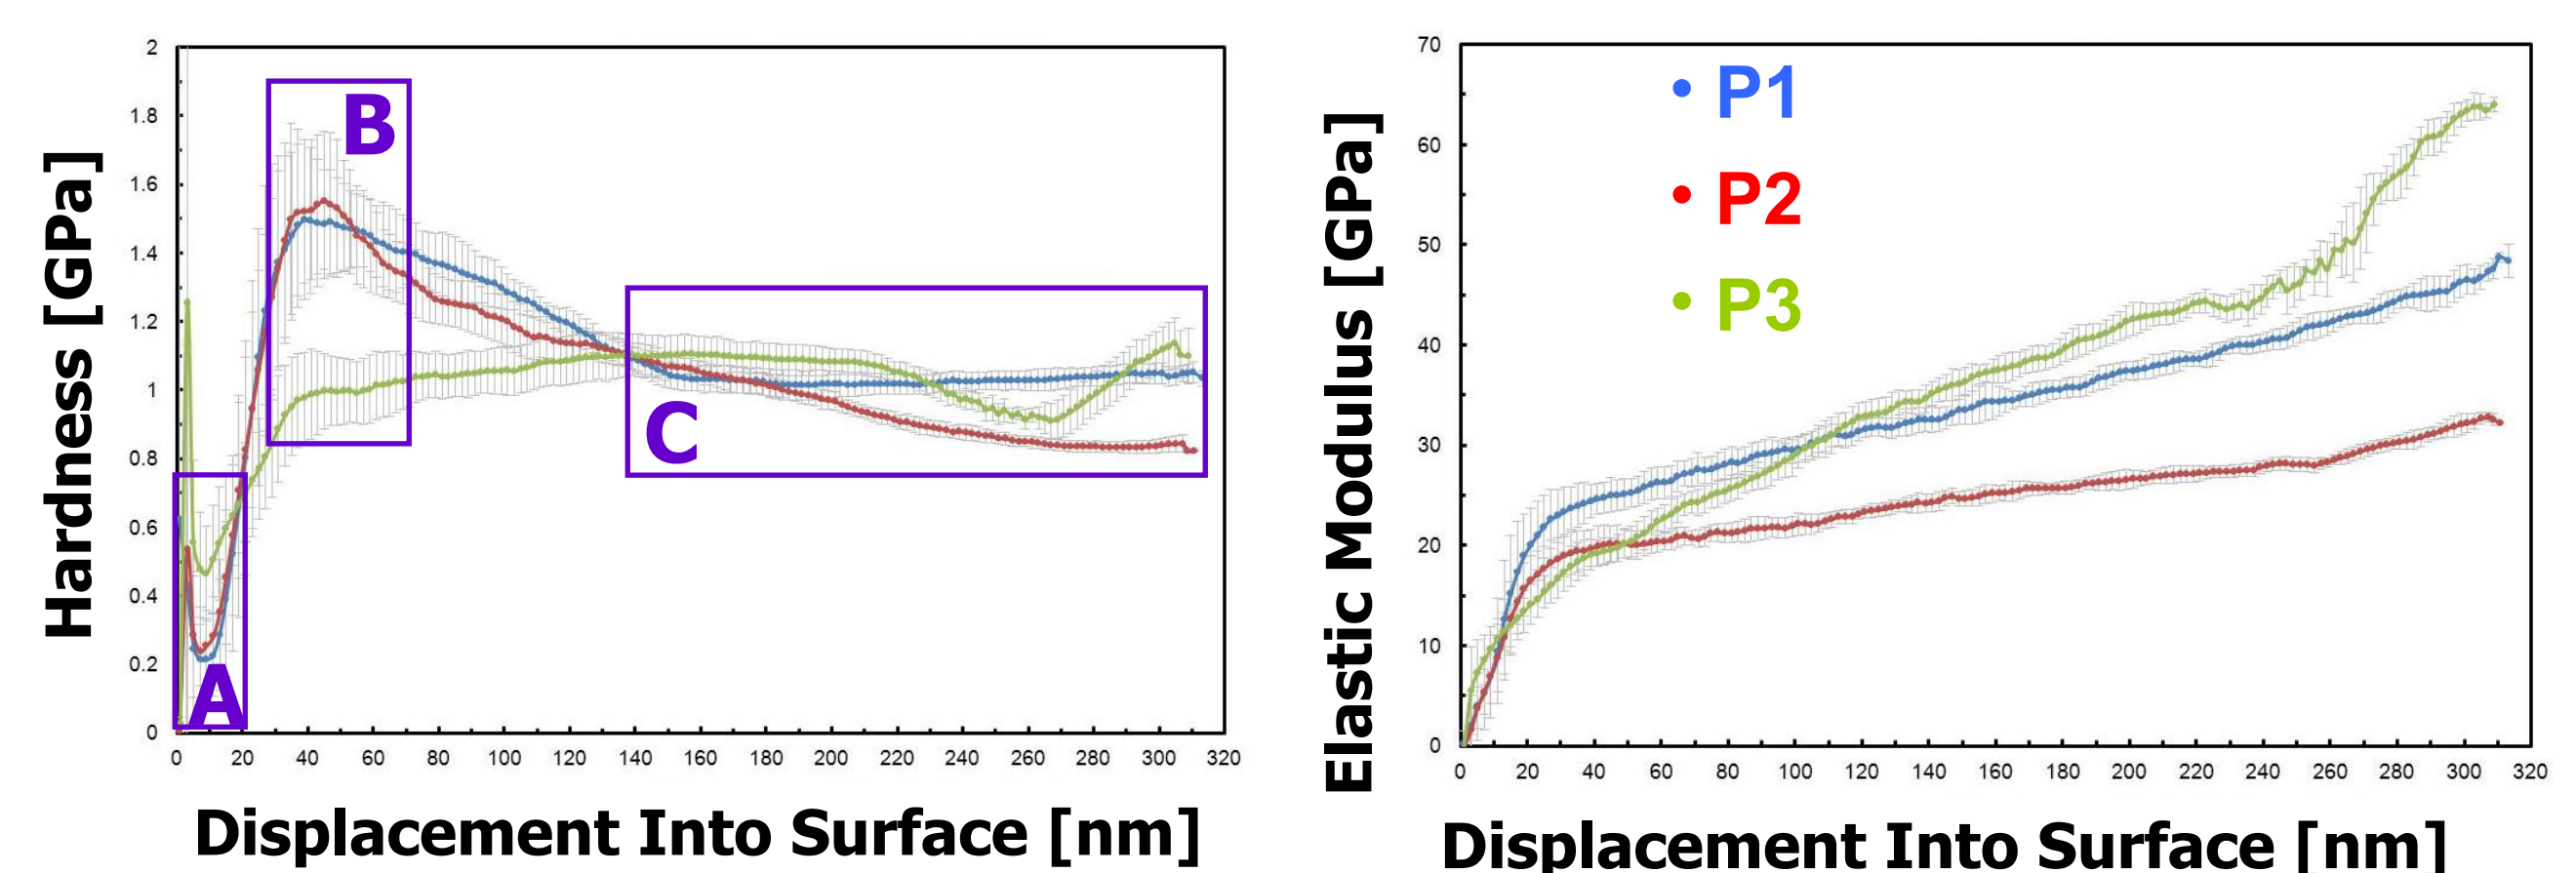 Hardness [GPa]
2
1.8
1.6
1.4
1.2
1
0.8
0.6
0.4
0.2
0
A
B
C
0 20 40 60 80 100 120 140 160 180 200 220 240 260 280 300 320
Displacement Into Surface [nm]
Elastic Modulus [GPa]
70
60
50
40
30
20
10
0
• P1
• P2
• P3
0 20 40 60 80 100 120 140 160 180 200 220 240 260 280 300 320
Displacement Into Surface [nm]